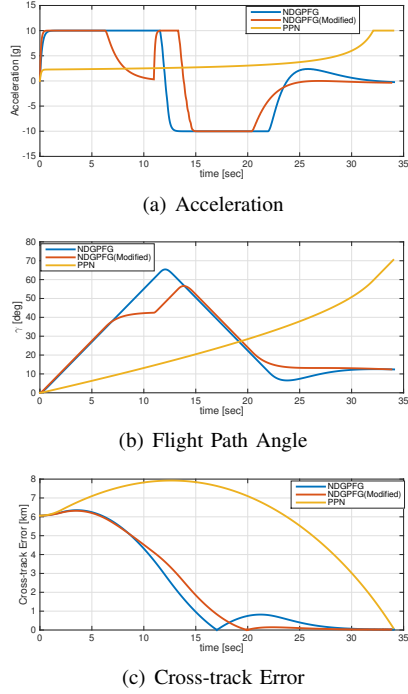 15
NDGPFG
10
NDGPFG(Modified)
PPN
5
0
-5
-10
-15
Acceleration [g]
0 5 10 15 20 25 30 35
time [sec]
(a) Acceleration
80
NDGPFG
70
NDGPFG(Modified)
PPN
60
50
40
30
20
10
0
γ [deg]
0 5 10 15 20 25 30 35
time [sec]
(b) Flight Path Angle
8
NDGPFG
7
NDGPFG(Modified)
PPN
6
5
4
3
2
1
0
Cross-track Error [km]
0 5 10 15 20 25 30 35
time [sec]
(c) Cross-track Error